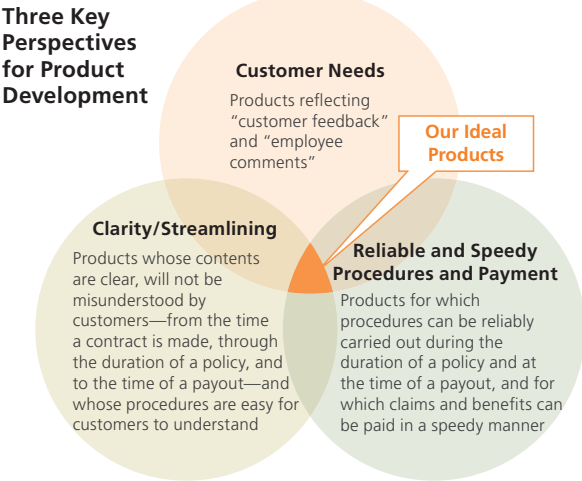 Three Key
Perspectives
for Product
Development
Customer Needs
Products reflecting
“customer feedback”
and “employee
comments”
Our Ideal
Products
Clarity/Streamlining
Products whose contents
are clear, will not be
misunderstood by
customers—from the time
a contract is made, through
the duration of a policy, and
to the time of a payout—and
whose procedures are easy for
customers to understand
Reliable and Speedy
Procedures and Payment
Products for which
procedures can be reliably
carried out during the
duration of a policy and at
the time of a payout, and for
which claims and benefits can
be paid in a speedy manner